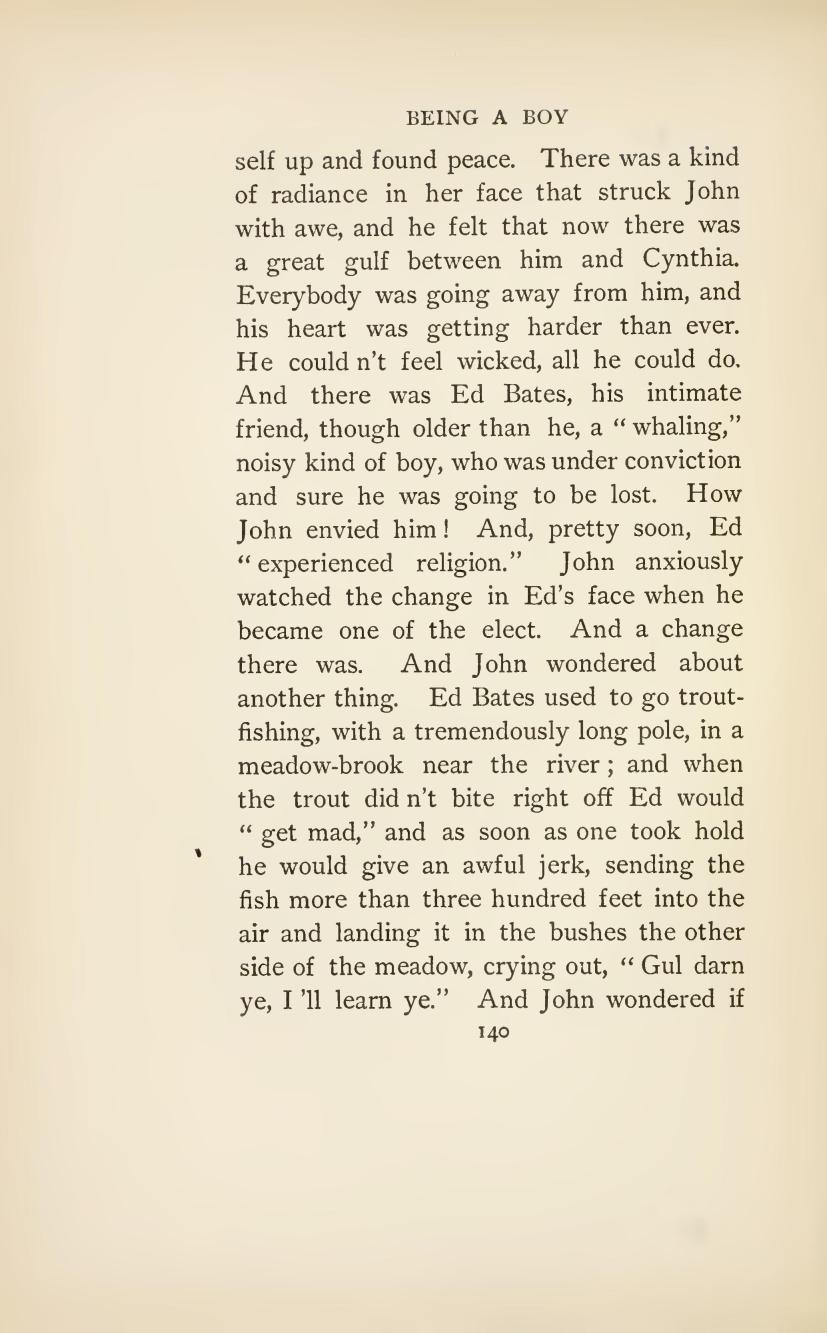 BEING A BOY
self up and found peace. There was a kind
of radiance in her face that struck John
with awe, and he felt that now there was
a great gulf between him and Cynthia.
Everybody was going away from him, and
his heart was getting harder than ever.
He could n't feel wicked, all he could do.
And there was Ed Bates, his intimate
friend, though older than he, a “ whaling,”
noisy kind of boy, who was under conviction
and sure he was going to be lost. How
John envied him ! And, pretty soon, Ed
“ experienced religion.” John anxiously
watched the change in Ed's face when he
became one of the elect. And a change
there was. And John wondered about
another thing. Ed Bates used to go trout-
fishing, with a tremendously long pole, in a
meadow-brook near the river ; and when
the trout did n't bite right off Ed would
“ get mad,” and as soon as one took hold
he would give an awful jerk, sending the
fish more than three hundred feet into the
air and landing it in the bushes the other
side of the meadow, crying out, “ Gul darn
ye, I 'll learn ye.” And John wondered if
140